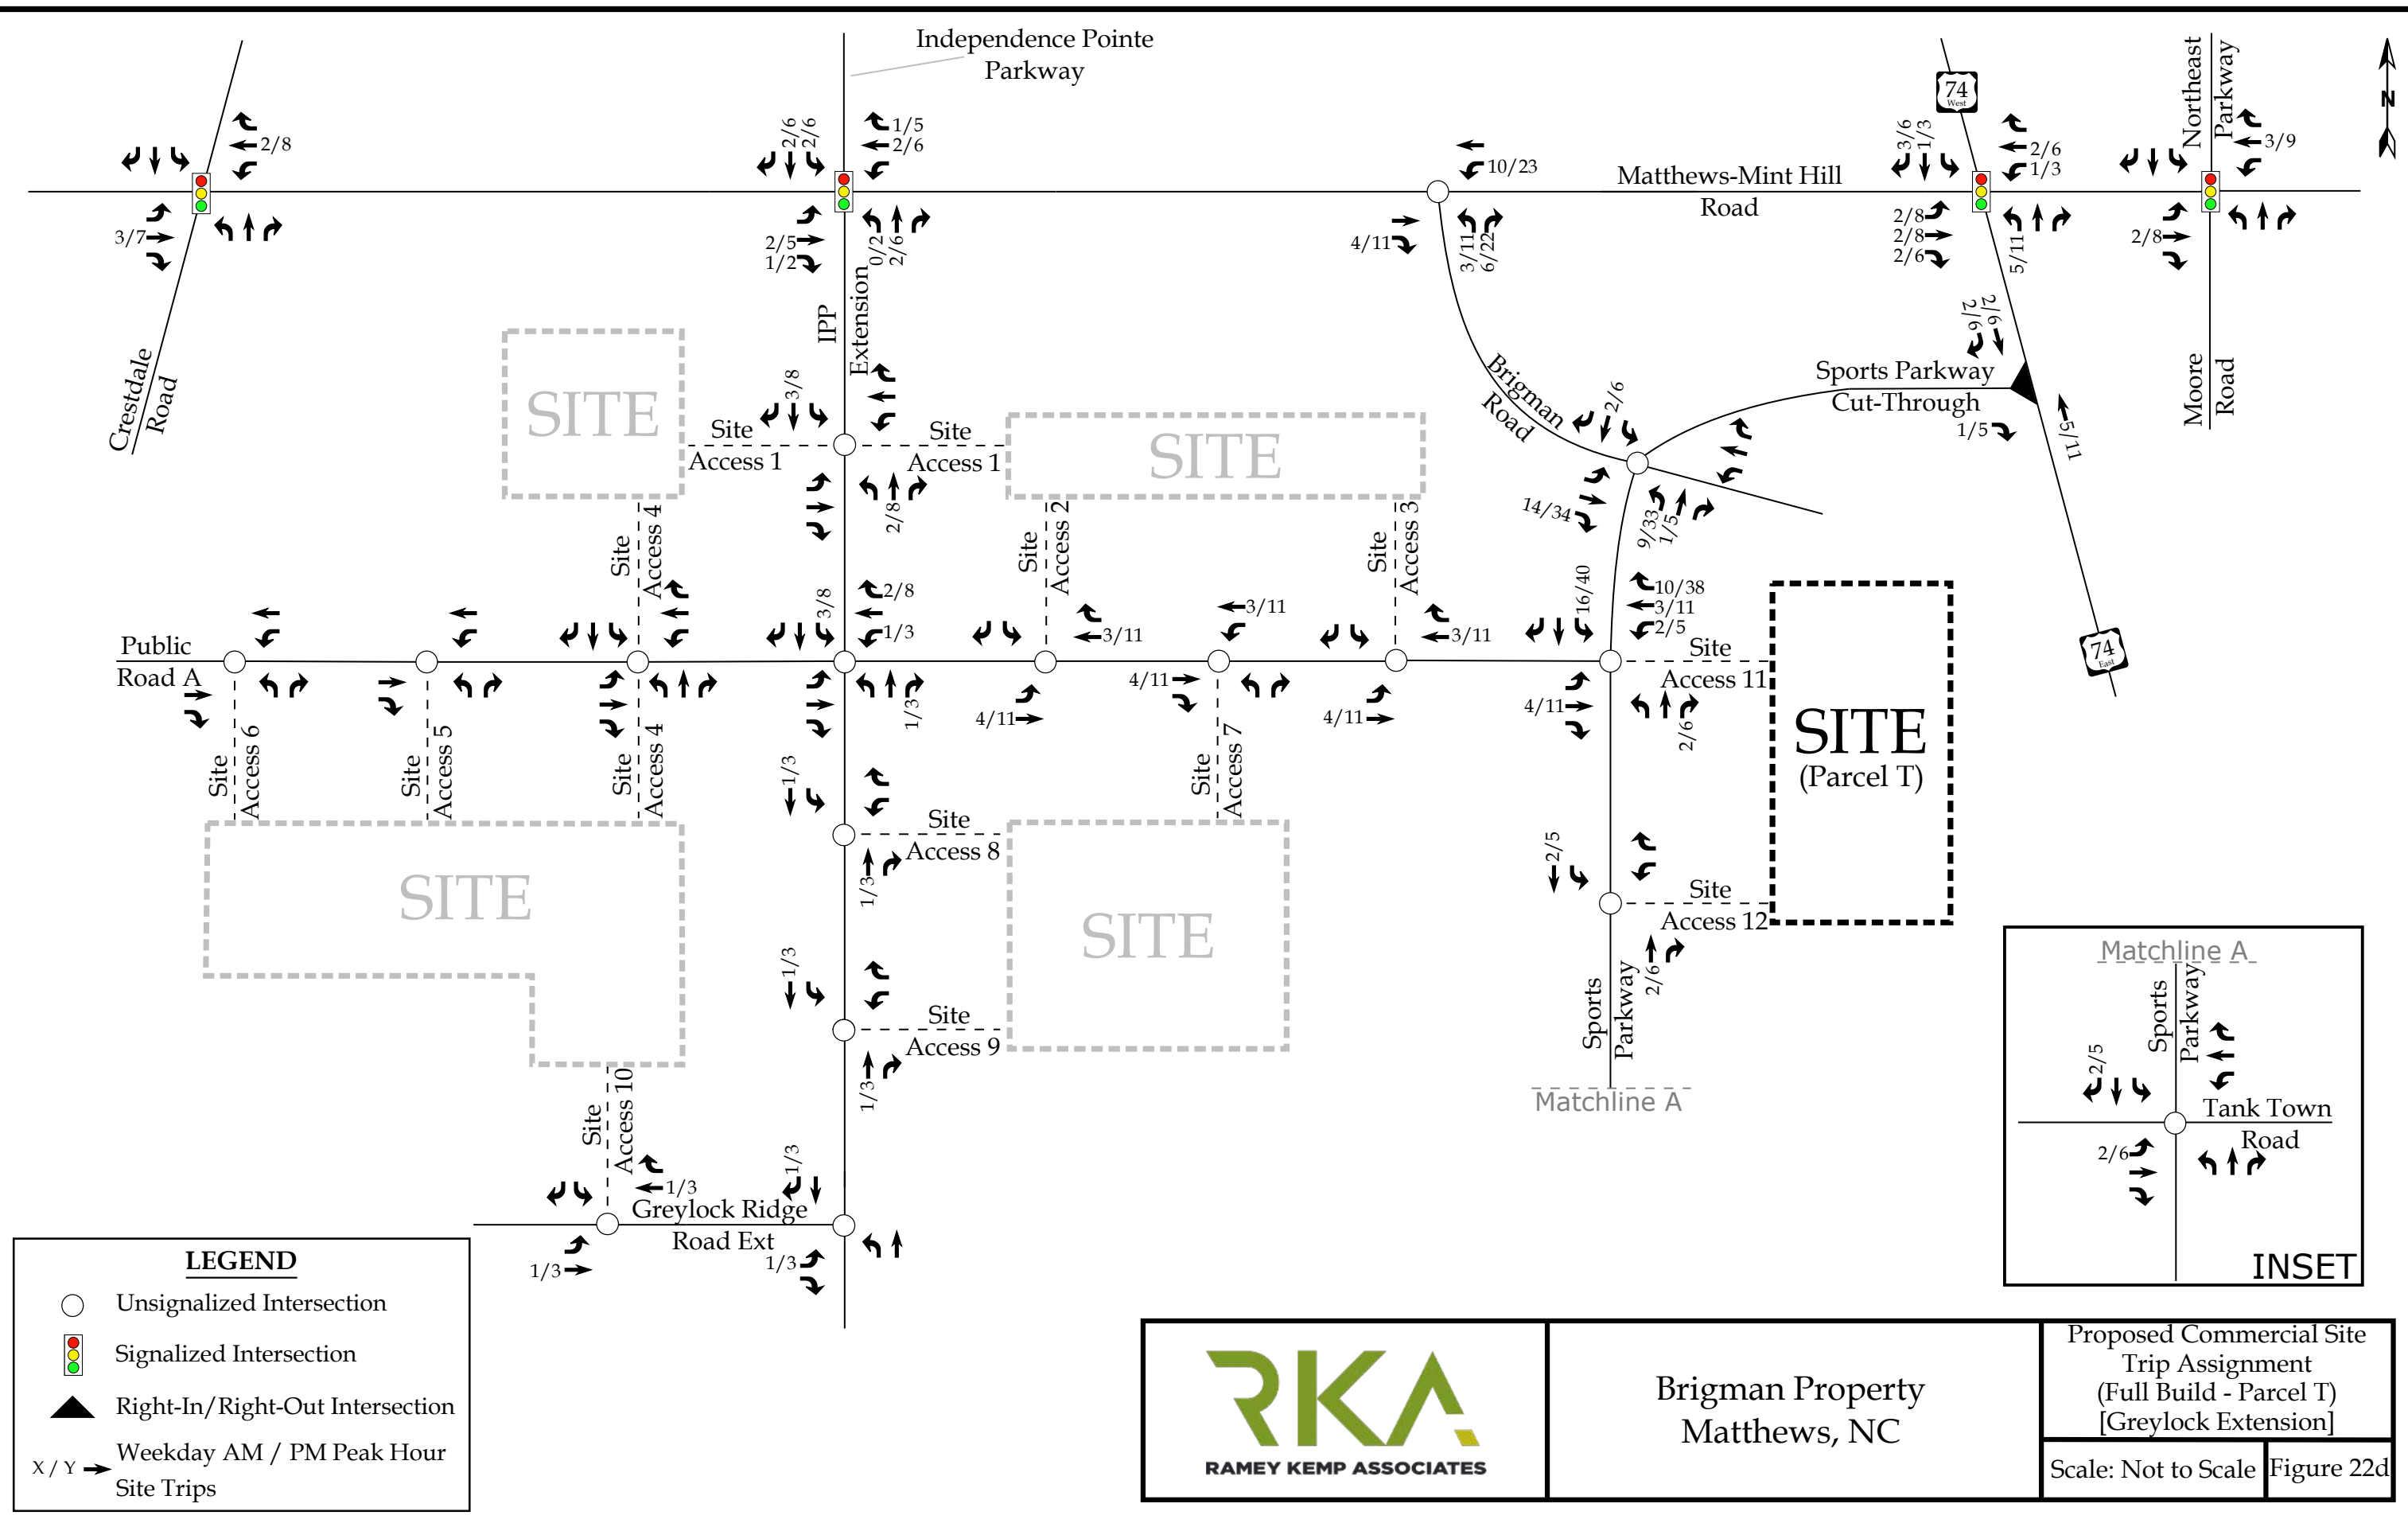 Independence Pointe
Parkway
74
West
Northeast
Parkway
N
2/8
2/6
2/6
1/5
2/6
10/23
Matthews-Mint Hill
Road
3/6
1/3
2/6
1/3
3/9
3/7
2/5
1/2
0/2
2/6
4/11
3/11
6/22
2/8
2/8
2/6
5/11
2/8
Crestdale
Road
IPP
Extension
2/6
2/6
Brigman
Road
Sports Parkway
Cut-Through
1/5
5/11
Moore
Road
SITE
3/8
Site
Access 1
Site
Access 1
SITE
2/6
2/8
14/34
9/33
1/5
Site
Access 4
Site
Access 2
Site
Access 3
Public
Road A
3/8
2/8
1/3
3/11
3/11
3/11
16/40
10/38
3/11
2/5
Site
Access 11
74
East
1/3
4/11
4/11
4/11
4/11
2/6
SITE
(Parcel T)
Site
Access 6
Site
Access 5
Site
Access 4
1/3
Site
Access 7
Site
Access 8
1/3
2/5
SITE
SITE
Site
Access 12
2/6
1/3
Site
Access 9
1/3
Sports
Parkway
Matchline A
Matchline A
Sports
Parkway
2/5
Tank Town
Road
2/6
INSET
Site
Access 10
1/3
1/3
Greylock Ridge
Road Ext
1/3
1/3
LEGEND
Unsignalized Intersection
Signalized Intersection
Right-In/Right-Out Intersection
X / Y
Weekday AM / PM Peak Hour
Site Trips
RKA
RAMEY KEMP ASSOCIATES
Brigman Property
Matthews, NC
Proposed Commercial Site
Trip Assignment
(Full Build - Parcel T)
[Greylock Extension]
Scale: Not to Scale
Figure 22d